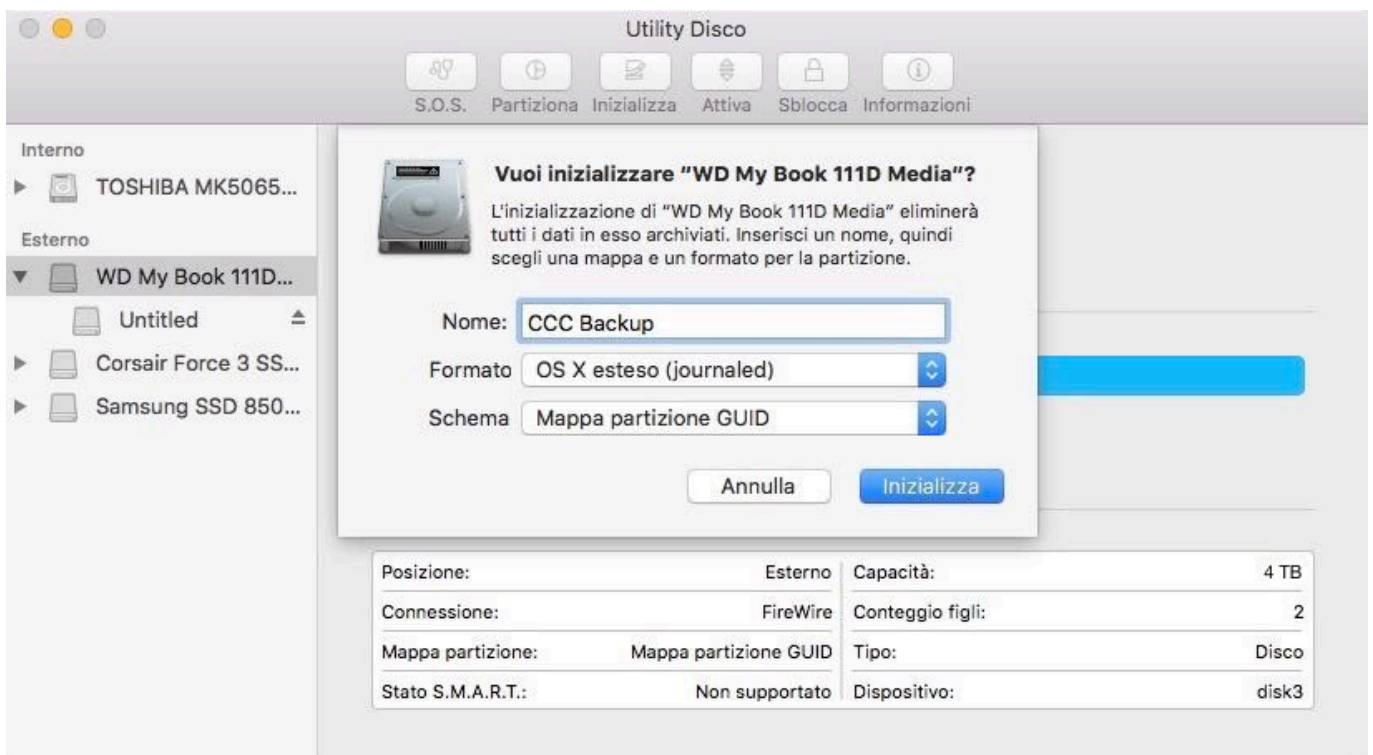 Utility Disco
S.O.S. Partiziona Inizializza Attiva Sblocca Informazioni
Interno
TOSHIBA MK5065...
Esterno
WD My Book 111D...
Untitled
Corsair Force 3 SS...
Samsung SSD 850...
Vuoi inizializzare “WD My Book 111D Media”?
L'inizializzazione di “WD My Book 111D Media” eliminerà
tutti i dati in esso archiviati. Inserisci un nome, quindi
scegli una mappa e un formato per la partizione.
Nome: CCC Backup
Formato OS X esteso (journaled)
Schema Mappa partizione GUID
Annulla Inizializza
Posizione: Esterno Capacità: 4 TB
Connessione: FireWire Conteggio figli: 2
Mappa partizione: Mappa partizione GUID Tipo: Disco
Stato S.M.A.R.T.: Non supportato Dispositivo: disk3